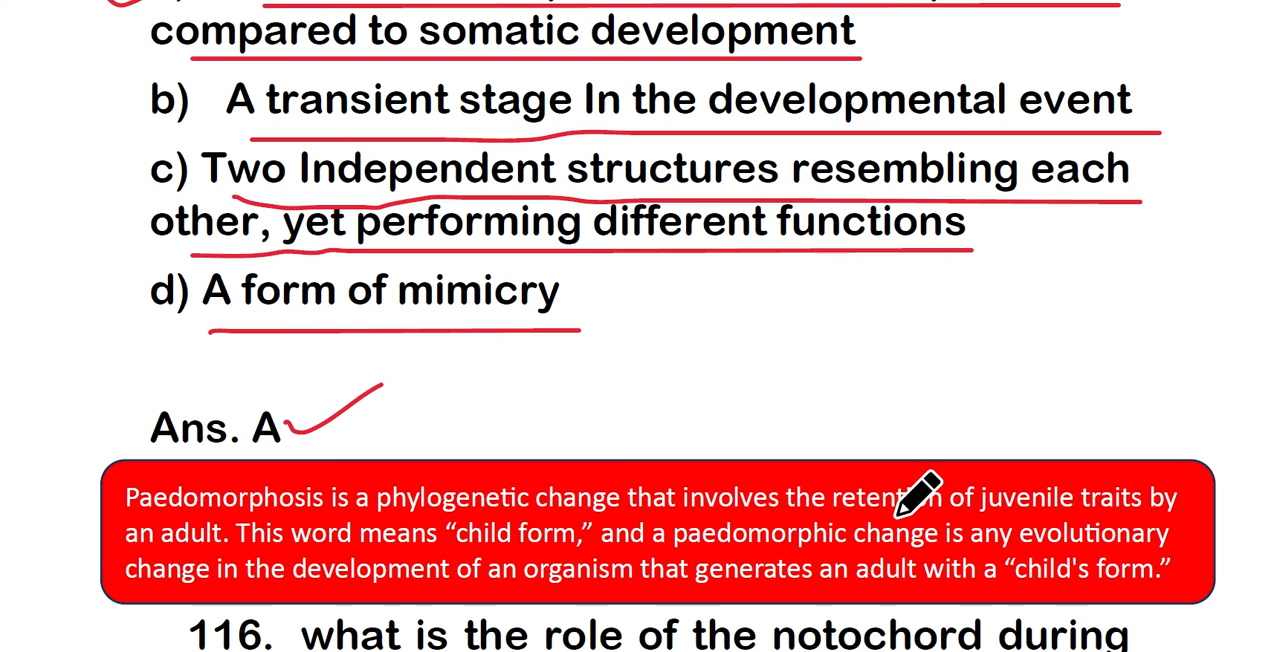 compared to somatic development
b) A transient stage In the developmental event
c) Two Independent structures resembling each
other, yet performing different functions
d) A form of mimicry
Ans. A
Paedomorphosis is a phylogenetic change that involves the retention of juvenile traits by
an adult. This word means “child form,” and a paedomorphic change is any evolutionary
change in the development of an organism that generates an adult with a “child's form.”
116. what is the role of the notochord during